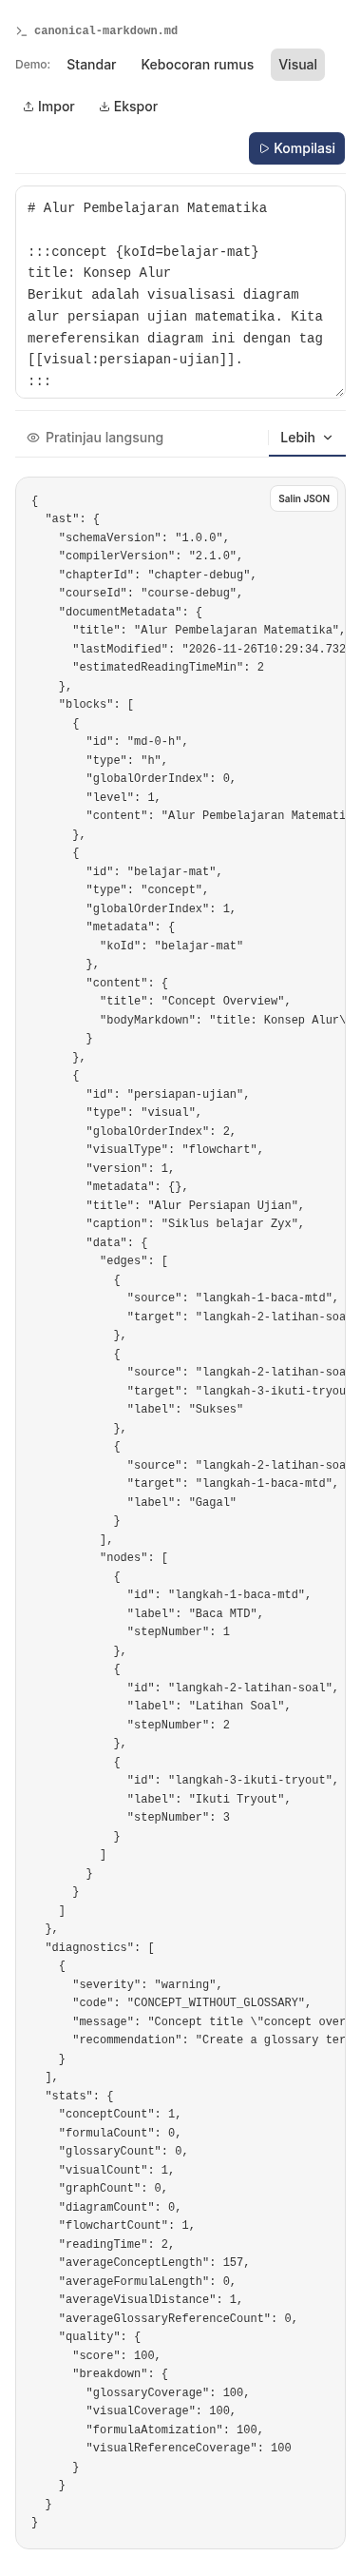 canonical-markdown.md
Demo: Standar Kebocoran rumus Visual
Impor Ekspor
Kompilasi
# Alur Pembelajaran Matematika
:::concept {koId=belajar-mat}
title: Konsep Alur
Berikut adalah visualisasi diagram
alur persiapan ujian matematika. Kita
mereferensikan diagram ini dengan tag
[[visual:persiapan-ujian]].
:::
Pratinjau langsung Lebih
Salin JSON
{
  "ast": {
    "schemaVersion": "1.0.0",
    "compilerVersion": "2.1.0",
    "chapterId": "chapter-debug",
    "courseId": "course-debug",
    "documentMetadata": {
      "title": "Alur Pembelajaran Matematika",
      "lastModified": "2026-11-26T10:29:34.732
      "estimatedReadingTimeMin": 2
    },
    "blocks": [
      {
        "id": "md-0-h",
        "type": "h",
        "globalOrderIndex": 0,
        "level": 1,
        "content": "Alur Pembelajaran Matemati
      },
      {
        "id": "belajar-mat",
        "type": "concept",
        "globalOrderIndex": 1,
        "metadata": {
          "koId": "belajar-mat"
        },
        "content": {
          "title": "Concept Overview",
          "bodyMarkdown": "title: Konsep Alur\
        }
      },
      {
        "id": "persiapan-ujian",
        "type": "visual",
        "globalOrderIndex": 2,
        "visualType": "flowchart",
        "version": 1,
        "metadata": {},
        "title": "Alur Persiapan Ujian",
        "caption": "Siklus belajar Zyx",
        "data": {
          "edges": [
            {
              "source": "langkah-1-baca-mtd",
              "target": "langkah-2-latihan-soa
            },
            {
              "source": "langkah-2-latihan-soa
              "target": "langkah-3-ikuti-tryou
              "label": "Sukses"
            },
            {
              "source": "langkah-2-latihan-soa
              "target": "langkah-1-baca-mtd",
              "label": "Gagal"
            }
          ],
          "nodes": [
            {
              "id": "langkah-1-baca-mtd",
              "label": "Baca MTD",
              "stepNumber": 1
            },
            {
              "id": "langkah-2-latihan-soal",
              "label": "Latihan Soal",
              "stepNumber": 2
            },
            {
              "id": "langkah-3-ikuti-tryout",
              "label": "Ikuti Tryout",
              "stepNumber": 3
            }
          ]
        }
      }
    ]
  },
  "diagnostics": [
    {
      "severity": "warning",
      "code": "CONCEPT_WITHOUT_GLOSSARY",
      "message": "Concept title \"concept over
      "recommendation": "Create a glossary ter
    }
  ],
  "stats": {
    "conceptCount": 1,
    "formulaCount": 0,
    "glossaryCount": 0,
    "visualCount": 1,
    "graphCount": 0,
    "diagramCount": 0,
    "flowchartCount": 1,
    "readingTime": 2,
    "averageConceptLength": 157,
    "averageFormulaLength": 0,
    "averageVisualDistance": 1,
    "averageGlossaryReferenceCount": 0,
    "quality": {
      "score": 100,
      "breakdown": {
        "glossaryCoverage": 100,
        "visualCoverage": 100,
        "formulaAtomization": 100,
        "visualReferenceCoverage": 100
      }
    }
  }
}